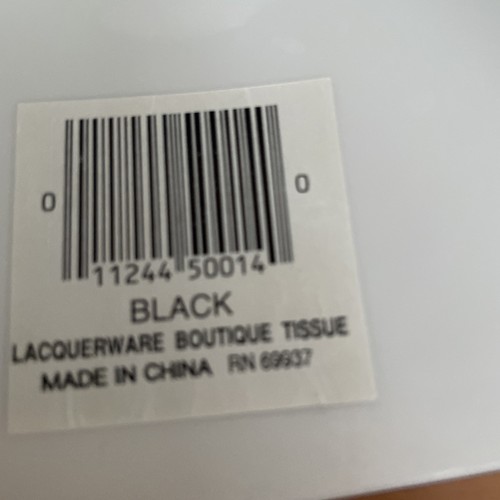 0 11244 50014 0
BLACK
LACQUERWARE BOUTIQUE TISSUE
MADE IN CHINA RN 69937